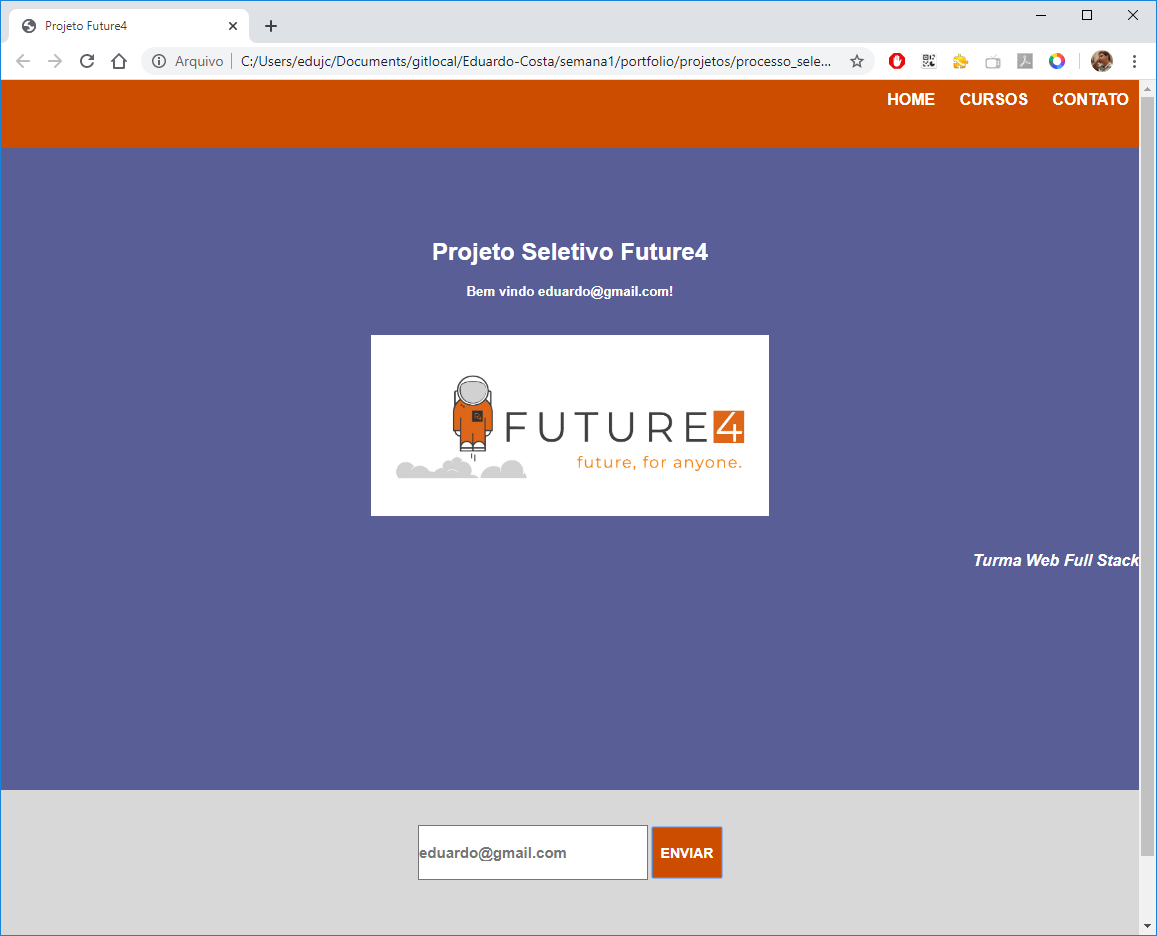 Projeto Future4
Arquivo | C:/Users/edujc/Documents/gitlocal/Eduardo-Costa/semana1/portfolio/projetos/processo_sele...
HOME CURSOS CONTATO
Projeto Seletivo Future4
Bem vindo eduardo@gmail.com!
FUTURE4
future, for anyone.
Turma Web Full Stack
eduardo@gmail.com ENVIAR